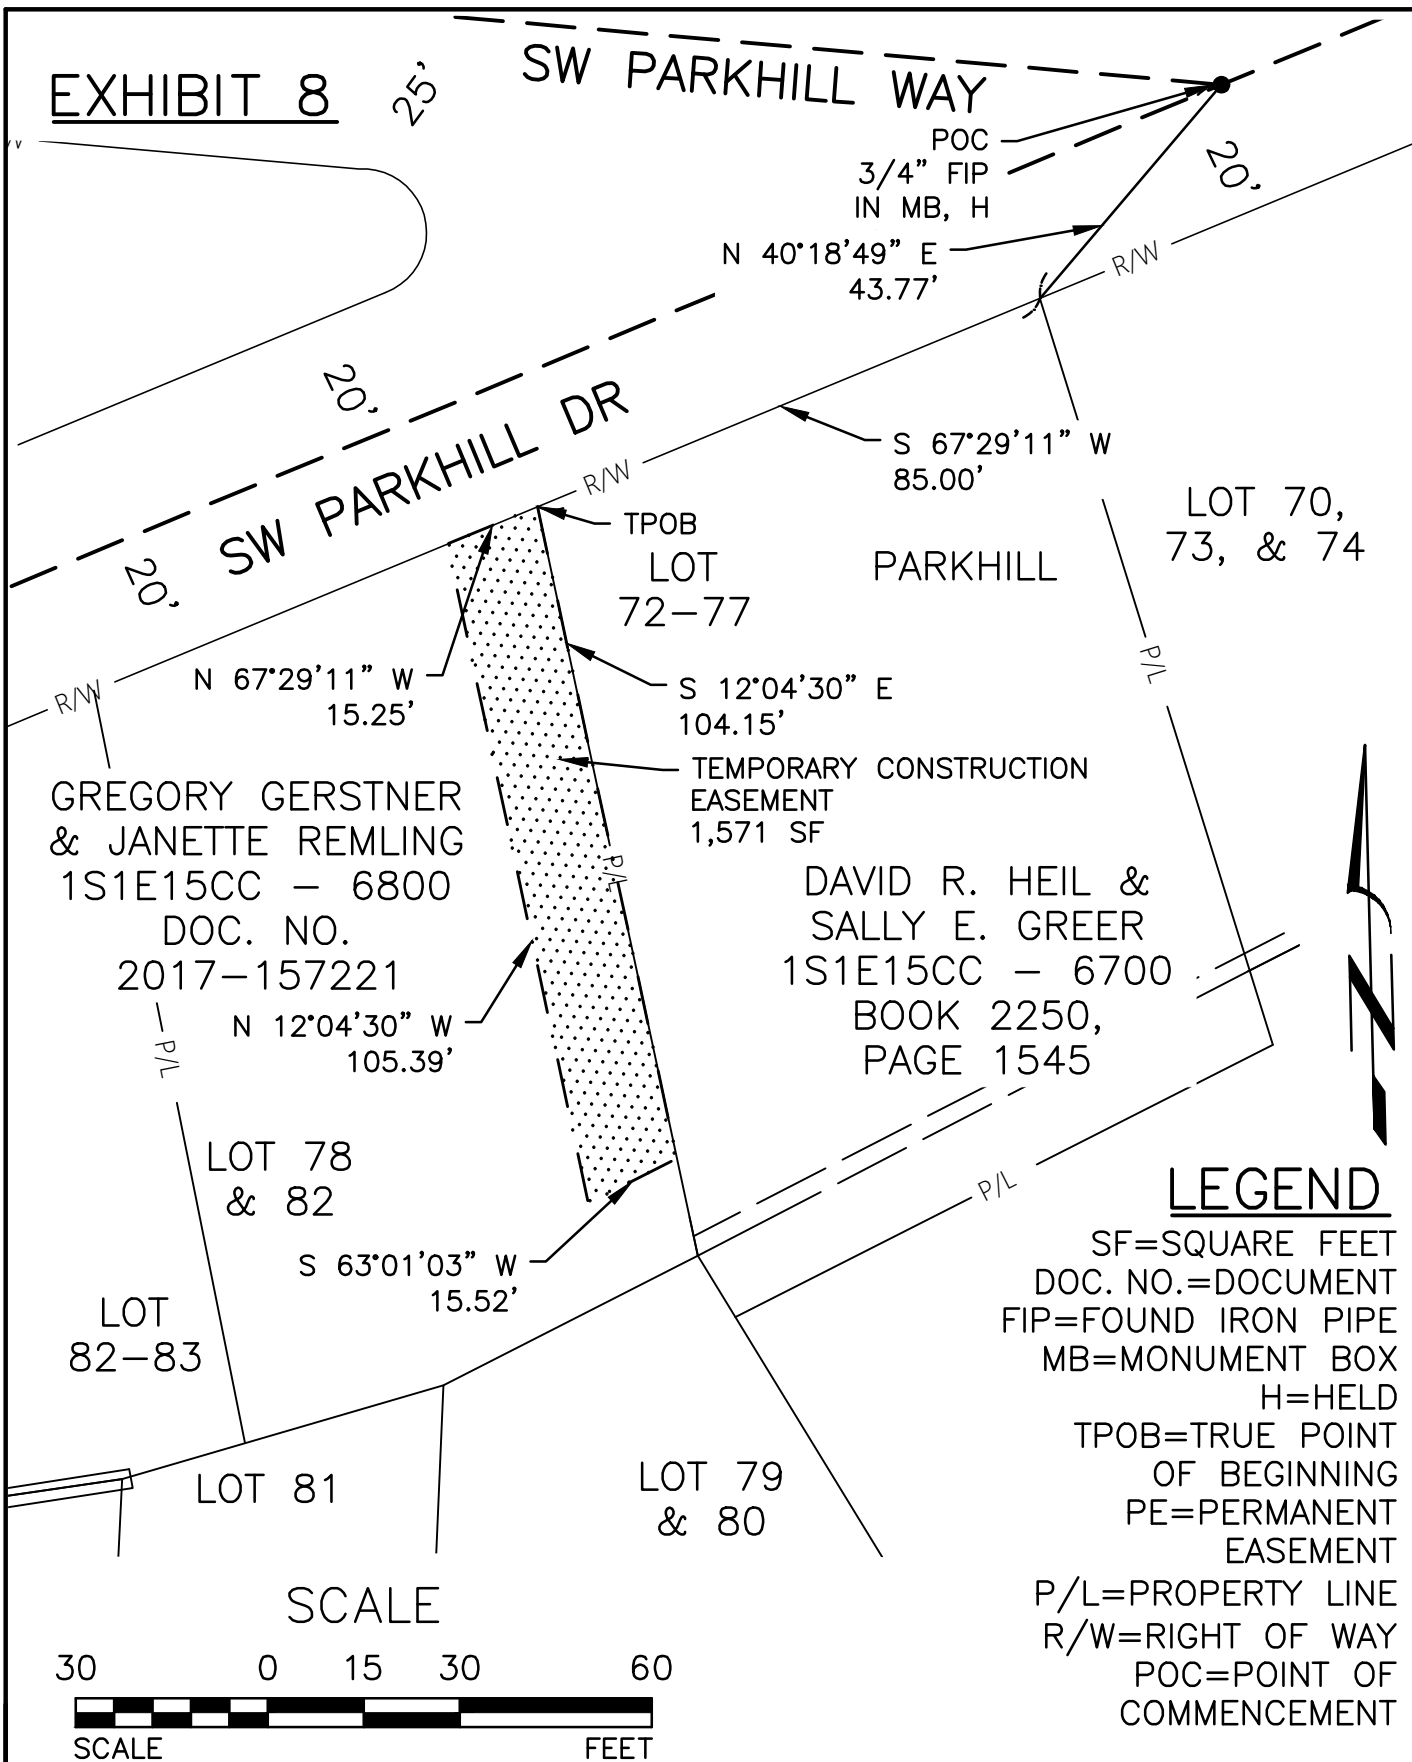 EXHIBIT 8
25'
SW PARKHILL WAY
POC
3/4" FIP
IN MB, H
20'
N 40°18'49" E
43.77'
R/W
20'
SW PARKHILL DR
S 67°29'11" W
85.00'
R/W
TPOB
LOT
72-77
PARKHILL
LOT 70,
73, & 74
20'
N 67°29'11" W
15.25'
R/W
S 12°04'30" E
104.15'
P/L
TEMPORARY CONSTRUCTION
EASEMENT
1,571 SF
GREGORY GERSTNER
& JANETTE REMLING
1S1E15CC - 6800
DOC. NO.
2017-157221
P/L
DAVID R. HEIL &
SALLY E. GREER
1S1E15CC - 6700
BOOK 2250,
PAGE 1545
N 12°04'30" W
105.39'
P/L
N
LOT 78
& 82
P/L
S 63°01'03" W
15.52'
LOT
82-83
LOT 81
LOT 79
& 80
LEGEND
SF=SQUARE FEET
DOC. NO.=DOCUMENT
FIP=FOUND IRON PIPE
MB=MONUMENT BOX
H=HELD
TPOB=TRUE POINT
OF BEGINNING
PE=PERMANENT
EASEMENT
P/L=PROPERTY LINE
R/W=RIGHT OF WAY
POC=POINT OF
COMMENCEMENT
SCALE
30 0 15 30 60
SCALE FEET